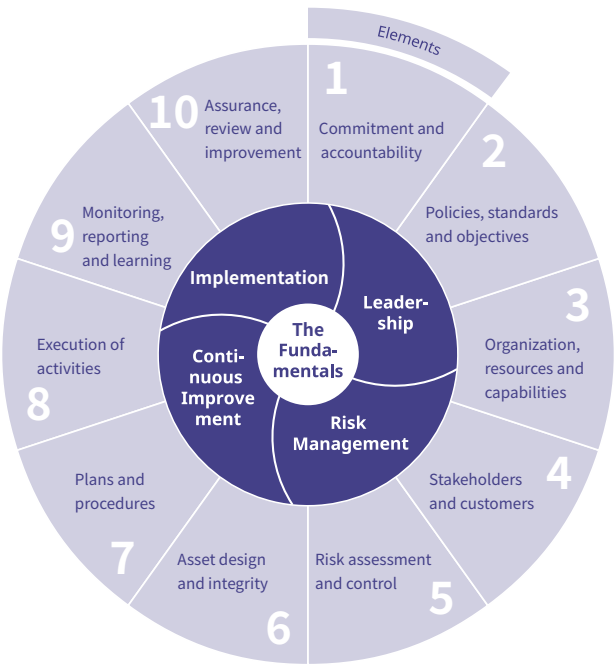 Elements
1
Commitment and
accountability
2
Policies, standards
and objectives
3
Organization,
resources and
capabilities
4
Stakeholders
and customers
5
Risk assessment
and control
6
Asset design
and integrity
7
Plans and
procedures
8
Execution of
activities
9
Monitoring,
reporting
and learning
10
Assurance,
review and
improvement
Implementation
Leader-
ship
Risk
Management
Conti-
nuous
Improve
ment
The
Funda-
mentals